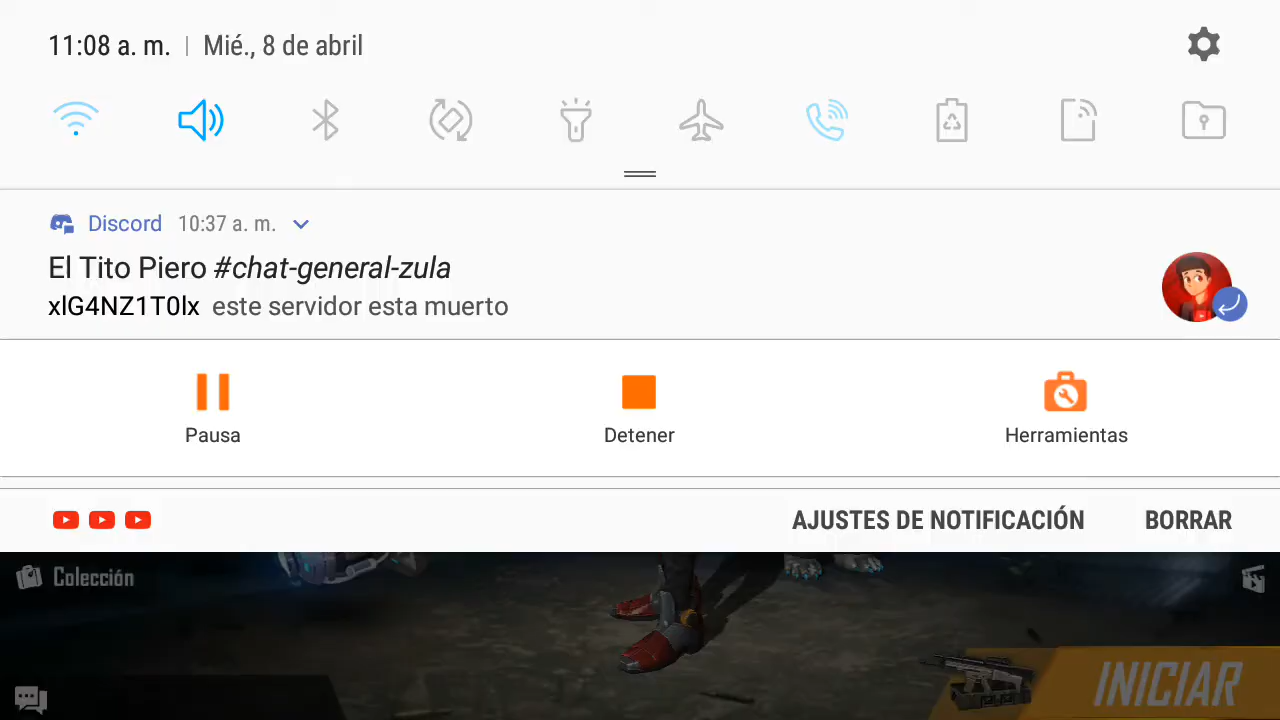 11:08 a. m. | Mié., 8 de abril
Discord 10:37 a. m.
El Tito Piero #chat-general-zula
xlG4NZ1T0lx este servidor esta muerto
Pausa Detener Herramientas
AJUSTES DE NOTIFICACIÓN BORRAR
Colección
INICIAR